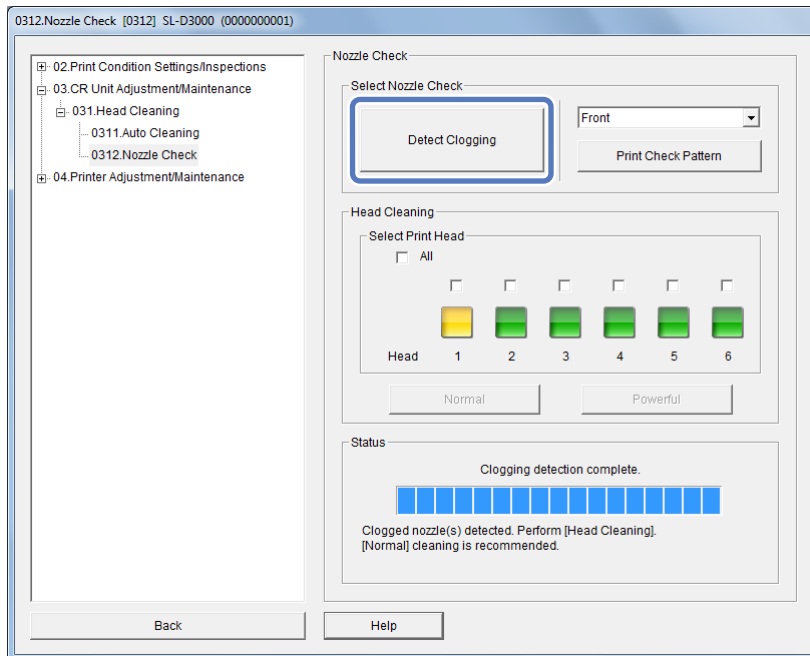 0312.Nozzle Check [0312] SL-D3000 (0000000001)
02.Print Condition Settings/Inspections
03.CR Unit Adjustment/Maintenance
031.Head Cleaning
0311.Auto Cleaning
0312.Nozzle Check
04.Printer Adjustment/Maintenance
Nozzle Check
Select Nozzle Check
Detect Clogging
Front
Print Check Pattern
Head Cleaning
Select Print Head
All
Head 1 2 3 4 5 6
Normal Powerful
Status
Clogging detection complete.
Clogged nozzle(s) detected. Perform [Head Cleaning].
[Normal] cleaning is recommended.
Back Help